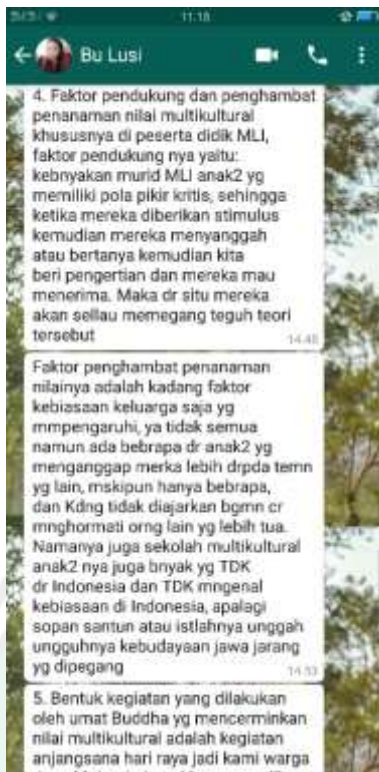 11.18
Bu Lusi
4. Faktor pendukung dan penghambat
penanaman nilai multikultural
khususnya di peserta didik MLI,
faktor pendukung nya yaitu:
kebnyakan murid MLI anak2 yg
memiliki pola pikir kritis, sehingga
ketika mereka diberikan stimulus
kemudian mereka menyanggah
atau bertanya kemudian kita
beri pengertian dan mereka mau
menerima. Maka dr situ mereka
akan sellau memegang teguh teori
tersebut
14.48
Faktor penghambat penanaman
nilainya adalah kadang faktor
kebiasaan keluarga saja yg
mmpengaruhi, ya tidak semua
namun ada bebrapa dr anak2 yg
menganggap merka lebih drpda temn
yg lain, mskipun hanya bebrapa,
dan Kdng tidak diajarkan bgmn cr
mnghormati orng lain yg lebih tua.
Namanya juga sekolah multikultural
anak2 nya juga bnyak yg TDK
dr Indonesia dan TDK mngenal
kebiasaan di Indonesia, apalagi
sopan santun atau istlahnya unggah
ungguhnya kebudayaan jawa jarang
yg dipegang
14.53
5. Bentuk kegiatan yang dilakukan
oleh umat Buddha yg mencerminkan
nilai multikultural adalah kegiatan
anjangsana hari raya jadi kami warga